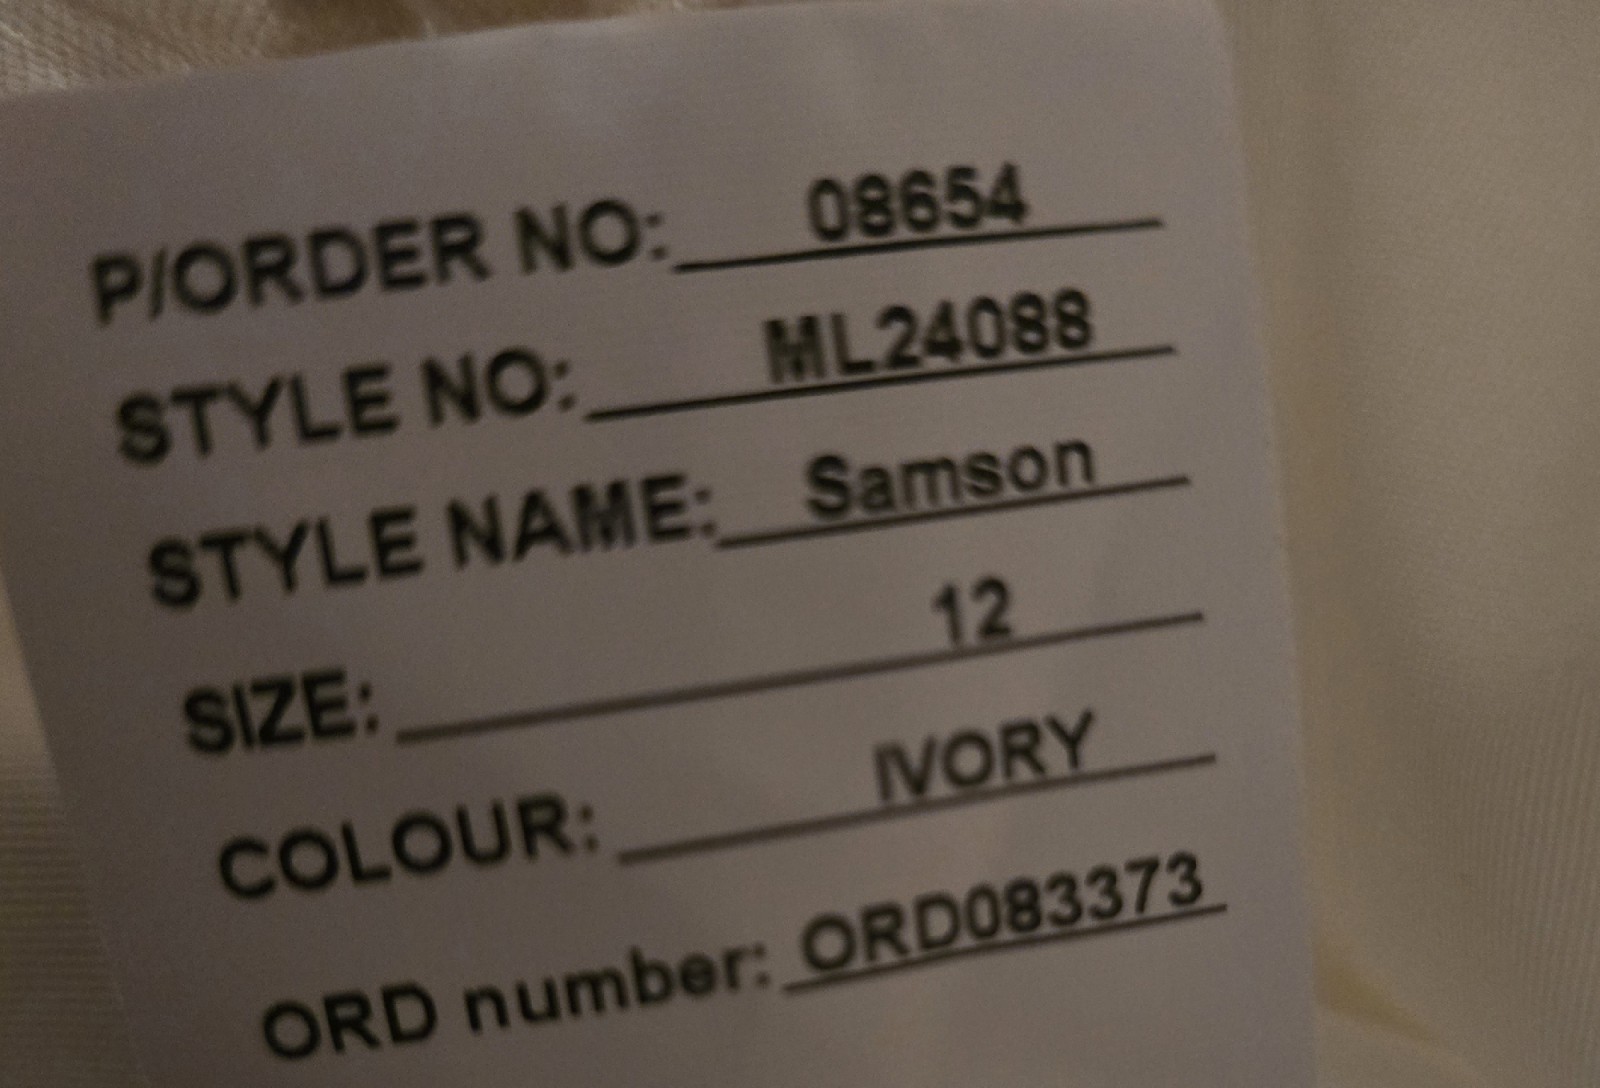 P/ORDER NO: 08654
STYLE NO: ML24088
STYLE NAME: Samson
SIZE: 12
COLOUR: IVORY
ORD number: ORD083373